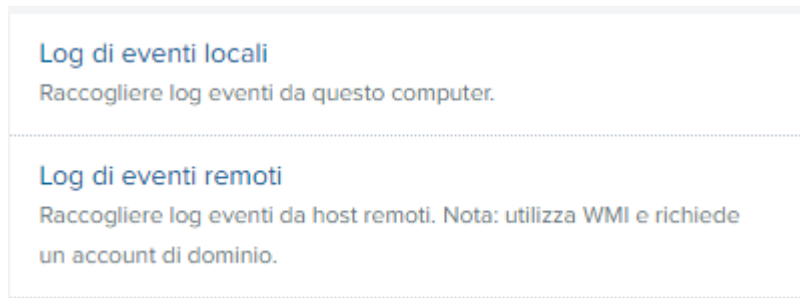 Log di eventi locali
Raccogliere log eventi da questo computer.
Log di eventi remoti
Raccogliere log eventi da host remoti. Nota: utilizza WMI e richiede
un account di dominio.